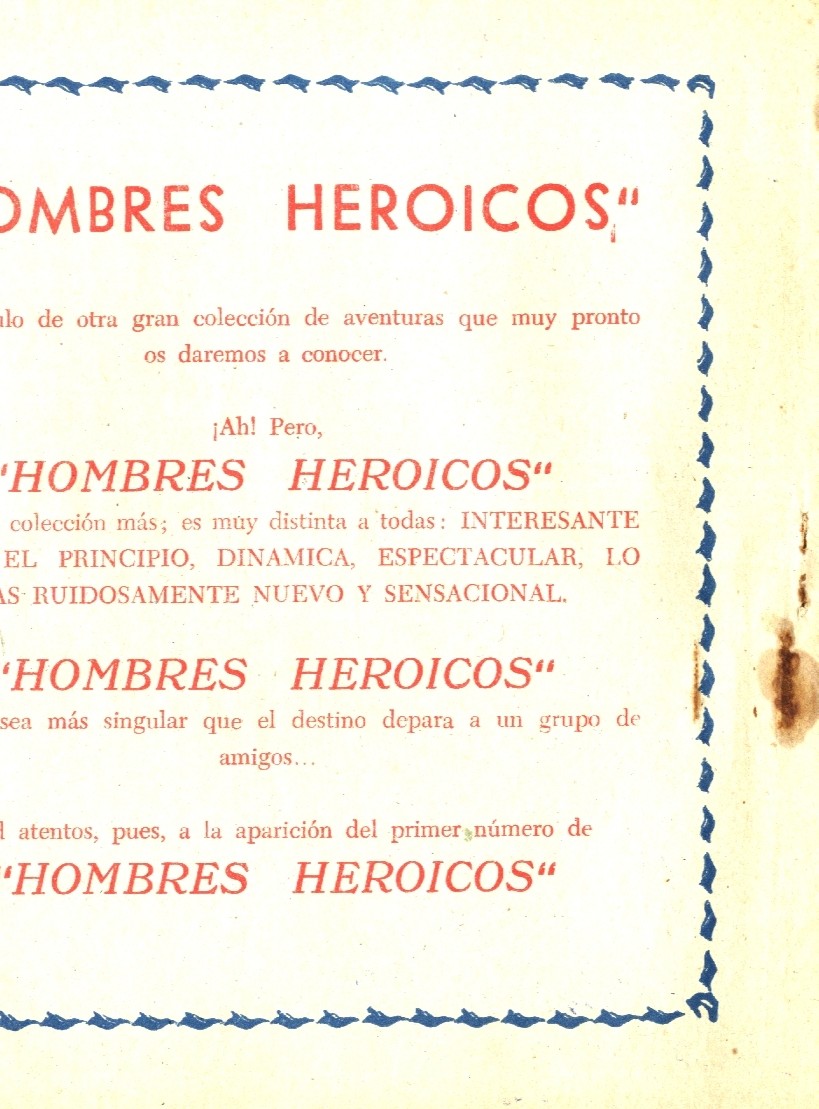 OMBRES HEROICOS“
ulo de otra gran colección de aventuras que muy pronto
os daremos a conocer.
¡Ah! Pero,
“HOMBRES HEROICOS“
colección más; es muy distinta a todas: INTERESANTE
EL PRINCIPIO, DINAMICA, ESPECTACULAR, LO
AS RUIDOSAMENTE NUEVO Y SENSACIONAL.
“HOMBRES HEROICOS“
sea más singular que el destino depara a un grupo de
amigos...
d atentos, pues, a la aparición del primer número de
“HOMBRES HEROICOS“